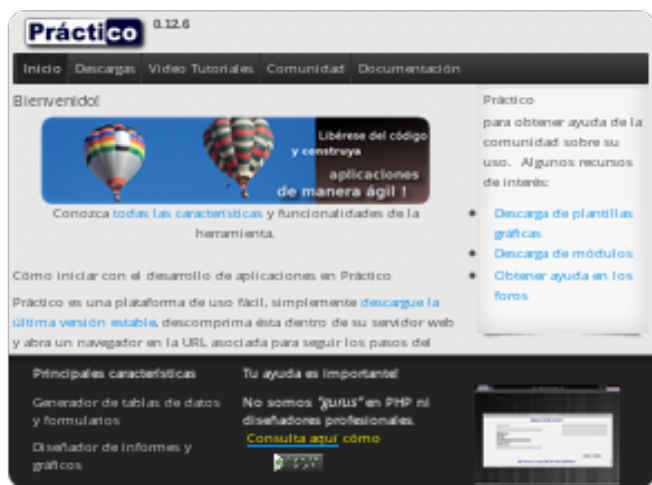 Práctico 0.12.6
Inicio Descargas Video Tutoriales Comunidad Documentación
Bienvenido!
Libérese del código
y construya
aplicaciones
de manera ágil !
Conozca todas las características y funcionalidades de la
herramienta.
Cómo iniciar con el desarrollo de aplicaciones en Práctico
Práctico es una plataforma de uso fácil, simplemente descargue la
última versión estable, descomprima ésta dentro de su servidor web
y abra un navegador en la URL asociada para seguir los pasos del
Práctico
para obtener ayuda de la
comunidad sobre su
uso. Algunos recursos
de interés:
Descarga de plantillas
gráficas
Descarga de módulos
Obtener ayuda en los
foros
Principales características
Generador de tablas de datos
y formularios
Diseñador de informes y
gráficos
Tu ayuda es importante!
No somos "gurus" en PHP ni
diseñadores profesionales.
Consulta aquí cómo